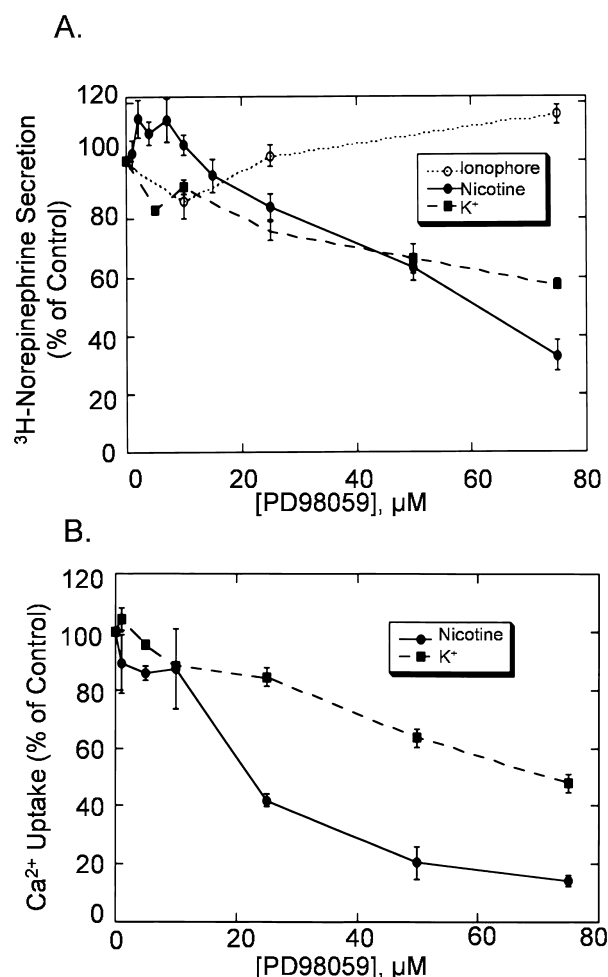 A.
120
100
80
60
40
20
0
³H-Norepinephrine Secretion
(% of Control)
Ionophore
Nicotine
K⁺
0 20 40 60 80
[PD98059], µM
B.
120
100
80
60
40
20
0
Ca²⁺ Uptake (% of Control)
Nicotine
K⁺
0 20 40 60 80
[PD98059], µM